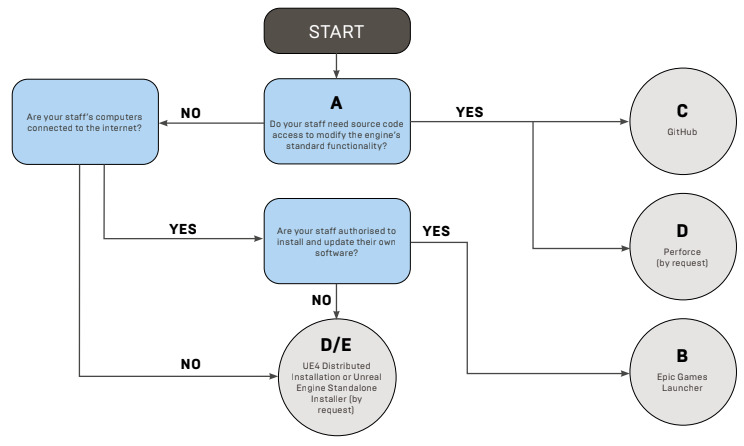 START
A
Do your staff need source code
access to modify the engine's
standard functionality?
NO
YES
Are your staff's computers
connected to the internet?
C
GitHub
D
Perforce
(by request)
YES
Are your staff authorised to
install and update their own
software?
YES
NO
B
Epic Games
Launcher
NO
D/E
UE4 Distributed
Installation or Unreal
Engine Standalone
Installer (by
request)